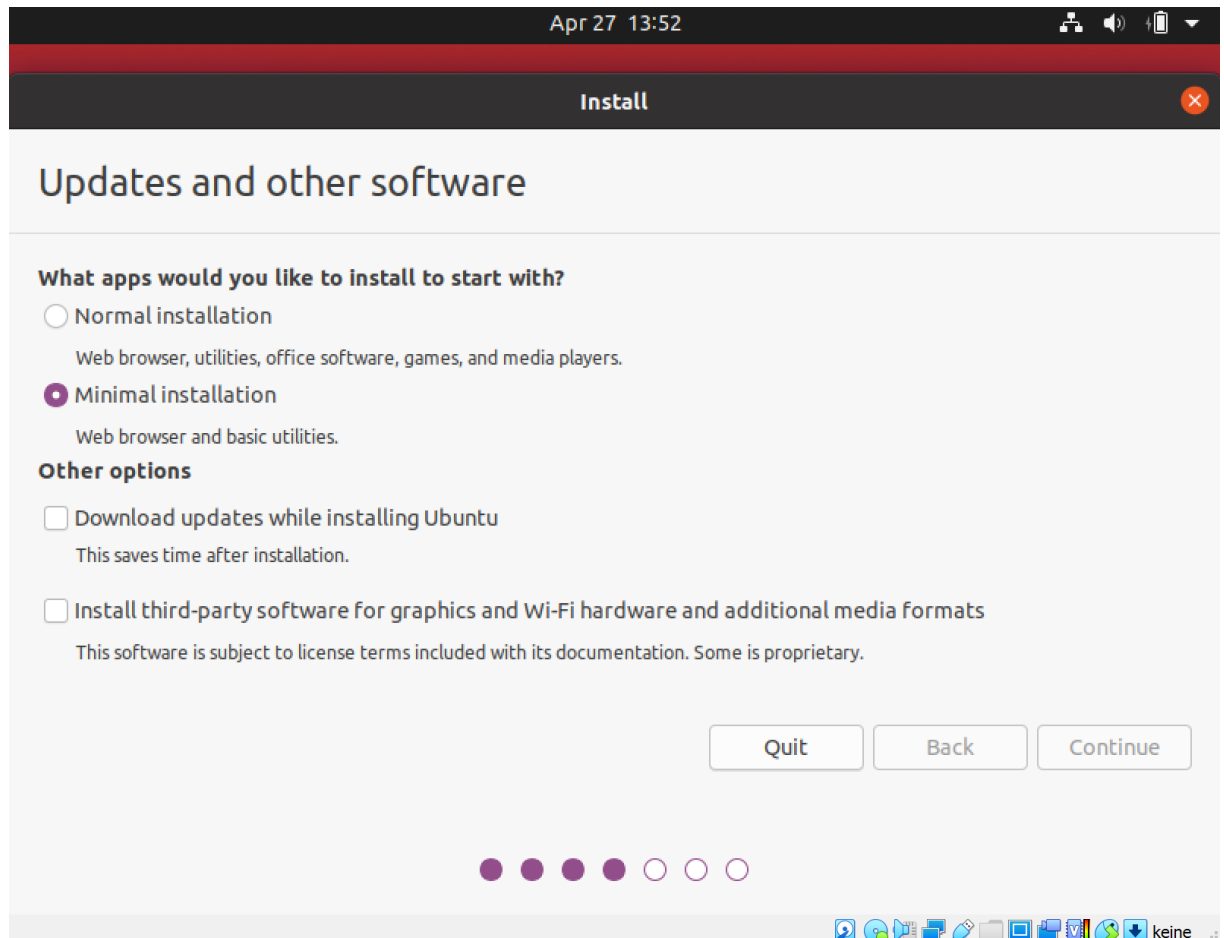 Apr 27 13:52
Install
Updates and other software
What apps would you like to install to start with?
Normal installation
Web browser, utilities, office software, games, and media players.
Minimal installation
Web browser and basic utilities.
Other options
Download updates while installing Ubuntu
This saves time after installation.
Install third-party software for graphics and Wi-Fi hardware and additional media formats
This software is subject to license terms included with its documentation. Some is proprietary.
Quit Back Continue
keine